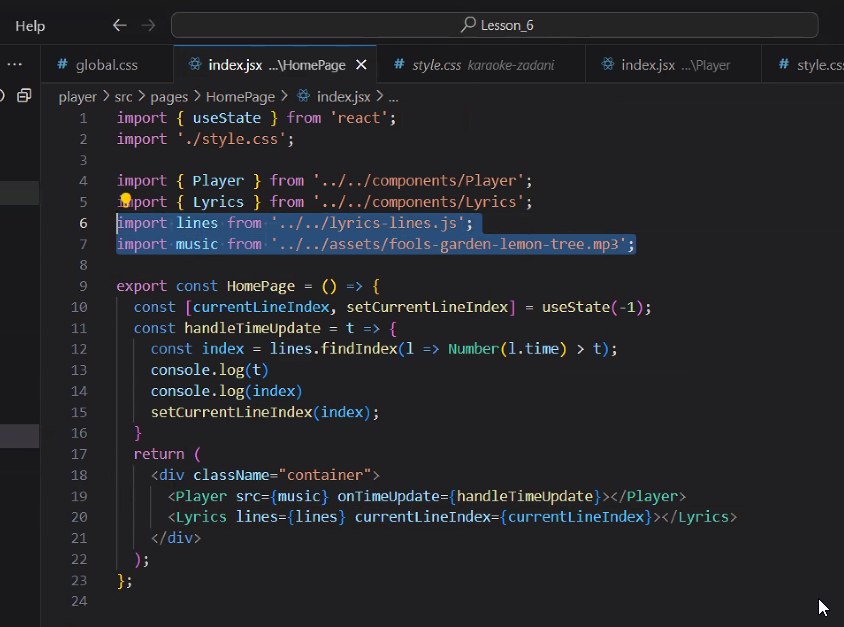 Help
Lesson_6
# global.css
index.jsx ...\HomePage
# style.css karaoke-zadani
index.jsx ...\Player
# style.css
player > src > pages > HomePage > index.jsx > ...
1 import { useState } from 'react';
2 import './style.css';
3
4 import { Player } from '../../components/Player';
5 import { Lyrics } from '../../components/Lyrics';
6 import lines from '../../lyrics-lines.js';
7 import music from '../../assets/fools-garden-lemon-tree.mp3';
8
9 export const HomePage = () => {
10 const [currentLineIndex, setCurrentLineIndex] = useState(-1);
11 const handleTimeUpdate = t => {
12 const index = lines.findIndex(l => Number(l.time) > t);
13 console.log(t)
14 console.log(index)
15 setCurrentLineIndex(index);
16 }
17 return (
18 <div className="container">
19 <Player src={music} onTimeUpdate={handleTimeUpdate}></Player>
20 <Lyrics lines={lines} currentLineIndex={currentLineIndex}></Lyrics>
21 </div>
22 );
23 };
24